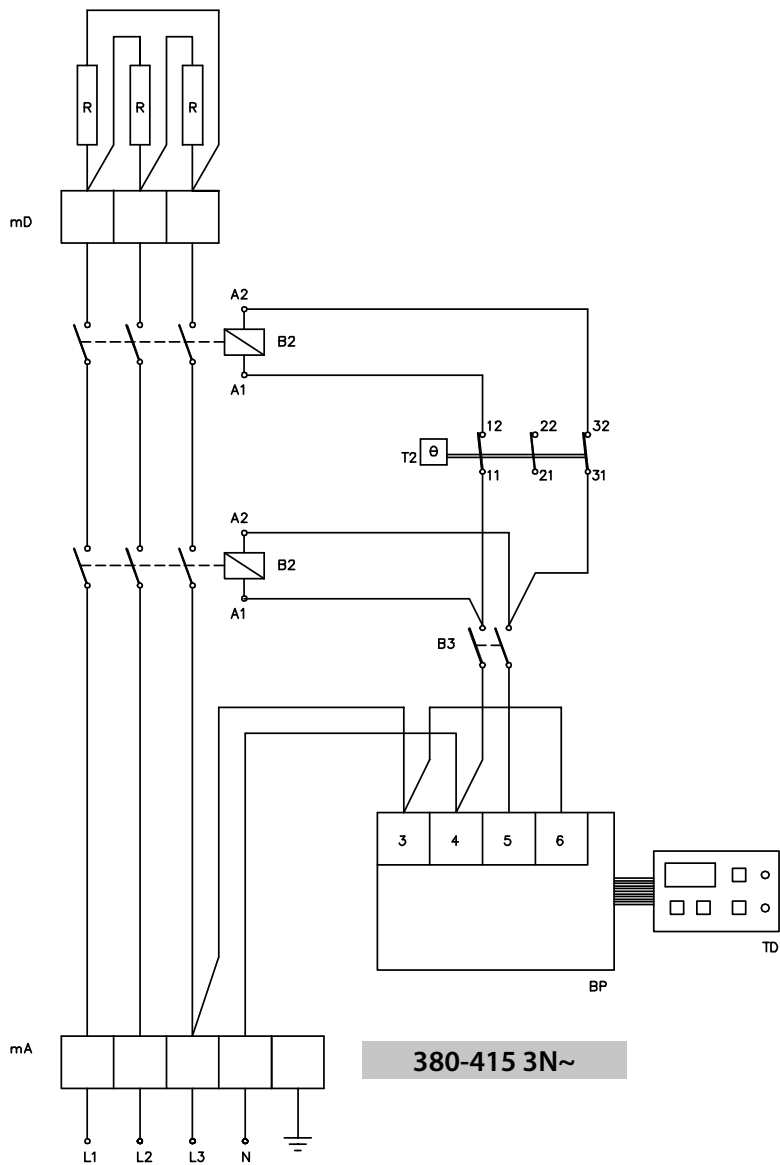 R R R
mD
A2
B2
A1
12 22 32
T2 θ
11 21 31
A2
B2
A1
B3
3 4 5 6
TD
BP
mA
380-415 3N~
L1 L2 L3 N